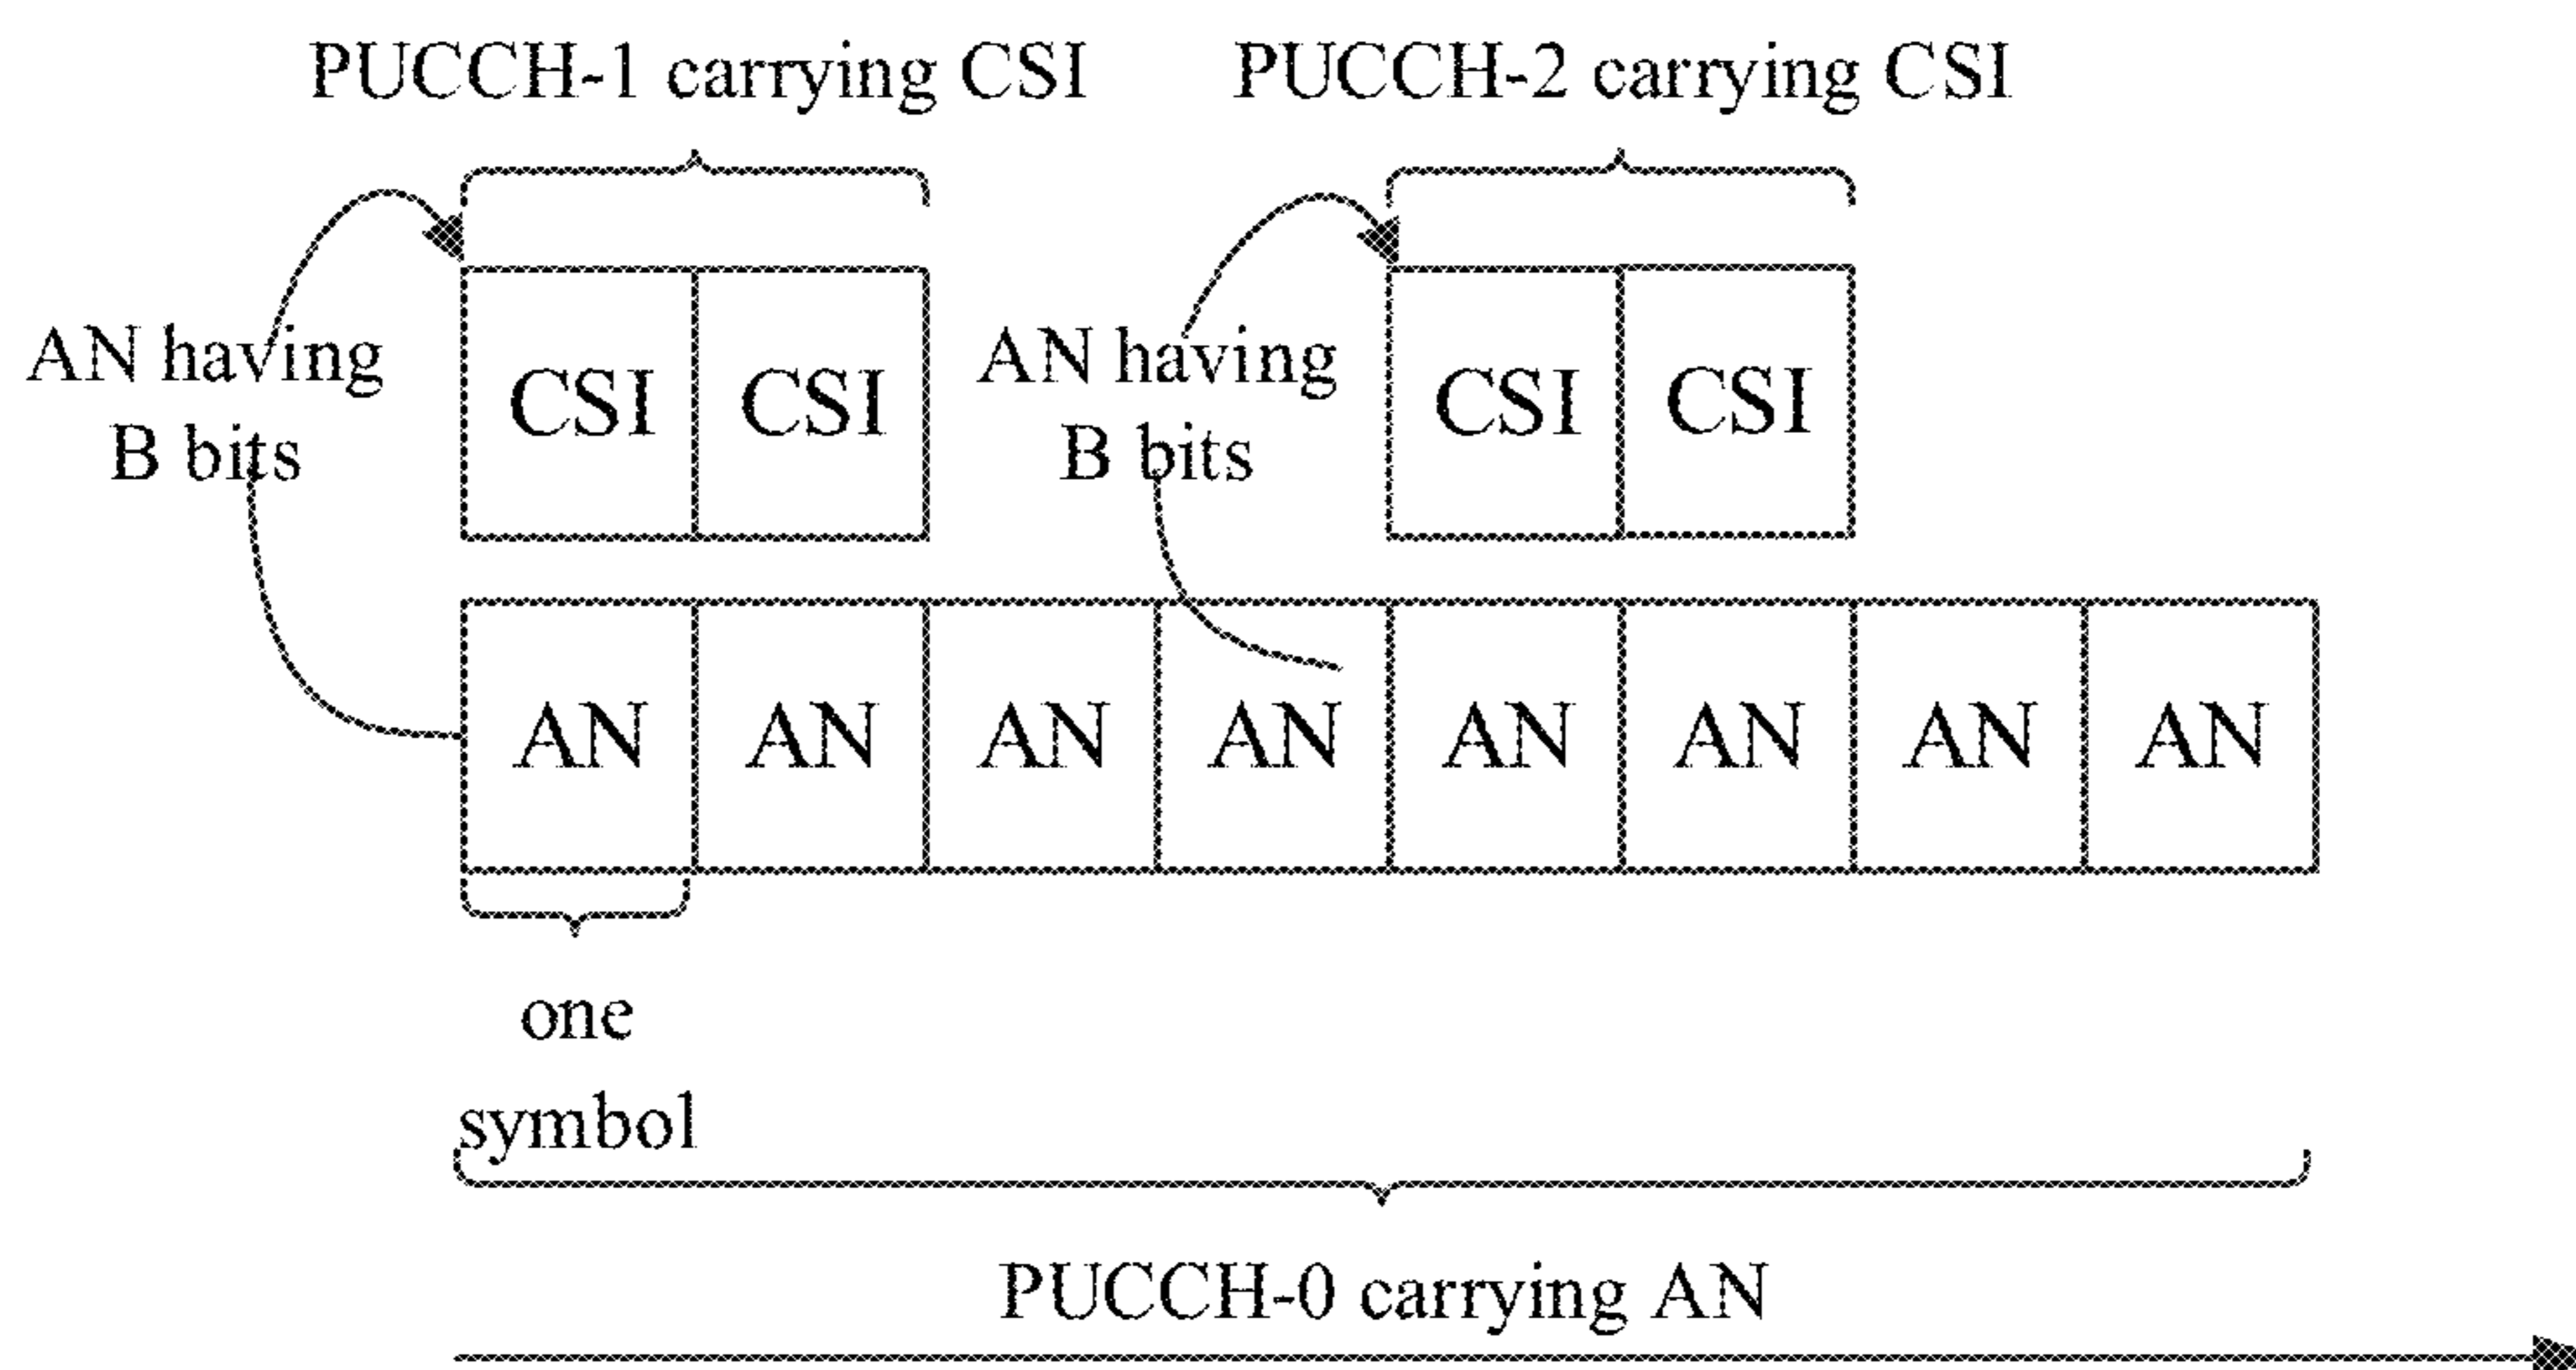 PUCCH-1 carrying CSI PUCCH-2 carrying CSI
AN having
B bits
CSI CSI
AN having
B bits
CSI CSI
AN AN AN AN AN AN AN AN
one
symbol
PUCCH-0 carrying AN